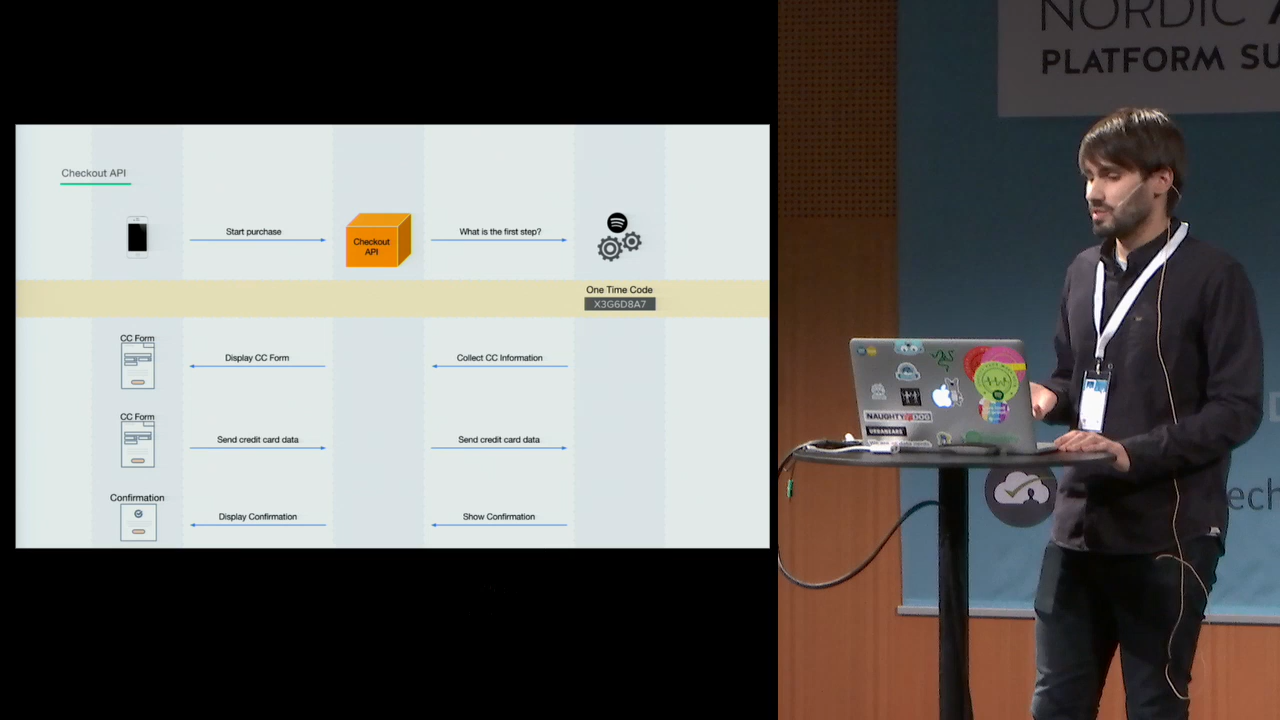 Checkout API
Start purchase
Checkout
API
What is the first step?
One Time Code
X3G6D8A7
CC Form
Display CC Form
Collect CC Information
CC Form
Send credit card data
Send credit card data
Confirmation
Display Confirmation
Show Confirmation
NORDIC A
PLATFORM SU
NAUGHTY DOG
URBANEARS
ech